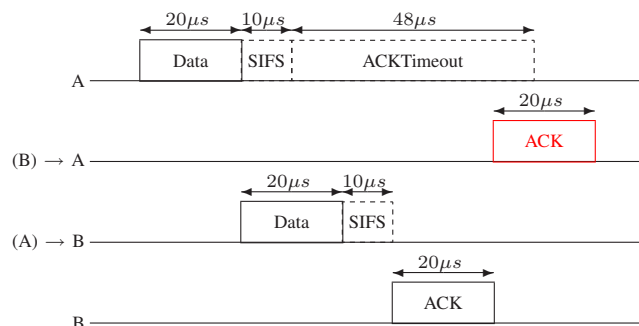 20μs 10μs 48μs
Data SIFS ACKTimeout
A
20μs
ACK
(B) → A
20μs 10μs
Data SIFS
(A) → B
20μs
ACK
B